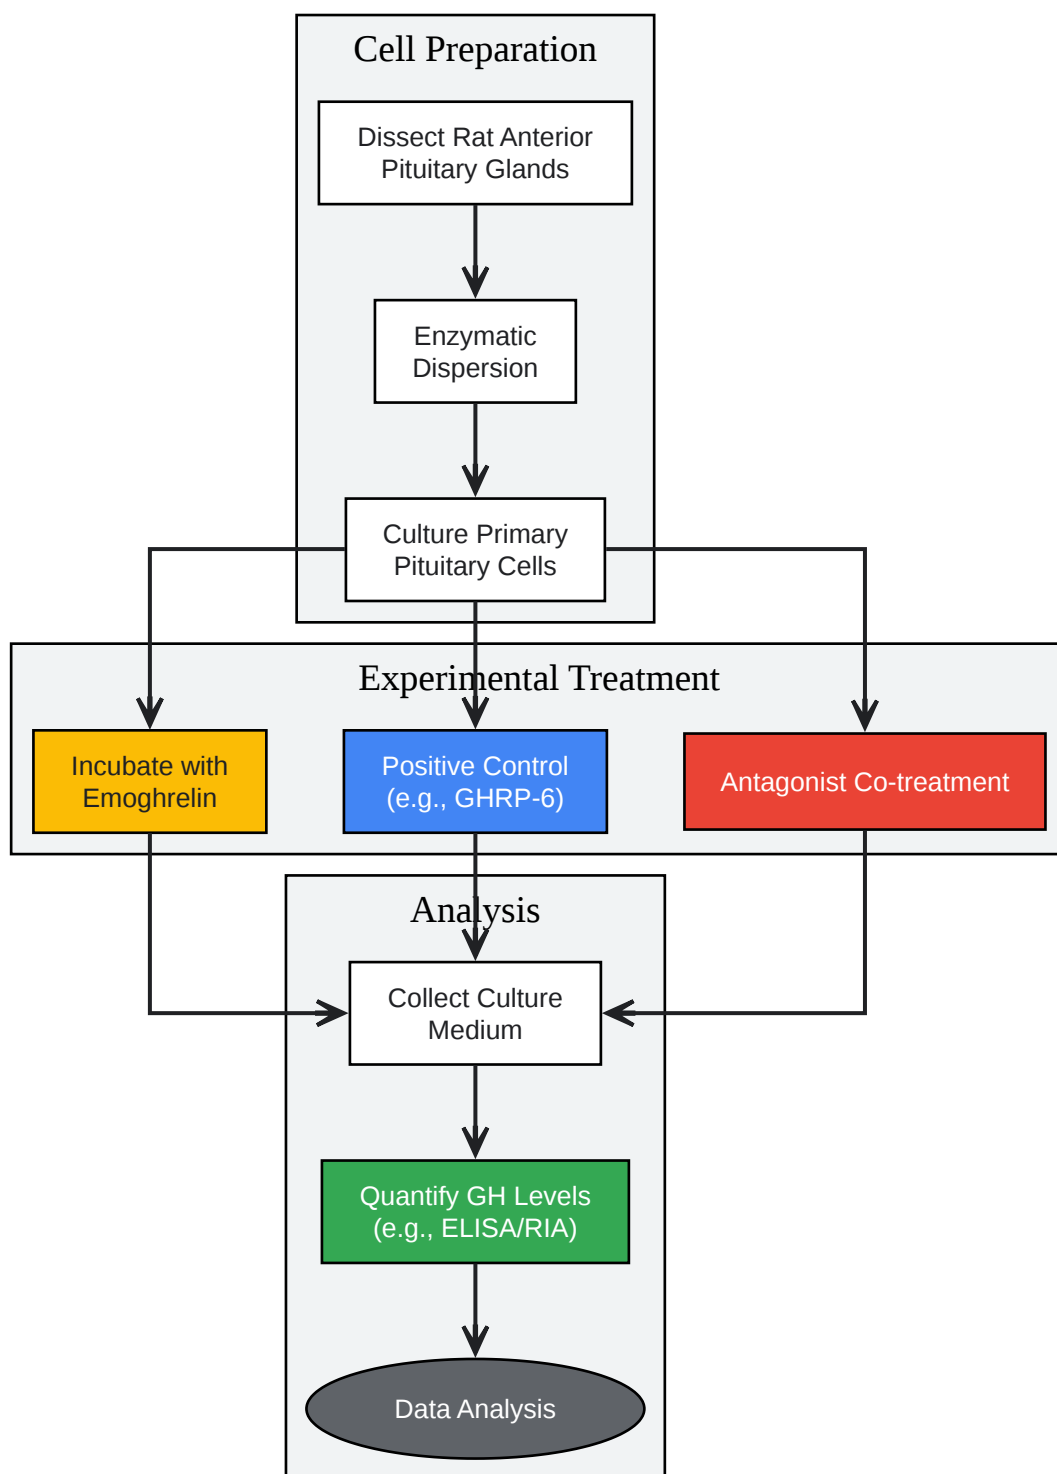 Cell Preparation
Dissect Rat Anterior
Pituitary Glands
Enzymatic
Dispersion
Culture Primary
Pituitary Cells
Experimental Treatment
Incubate with
Emoghrelin
Positive Control
(e.g., GHRP-6)
Antagonist Co-treatment
Analysis
Collect Culture
Medium
Quantify GH Levels
(e.g., ELISA/RIA)
Data Analysis